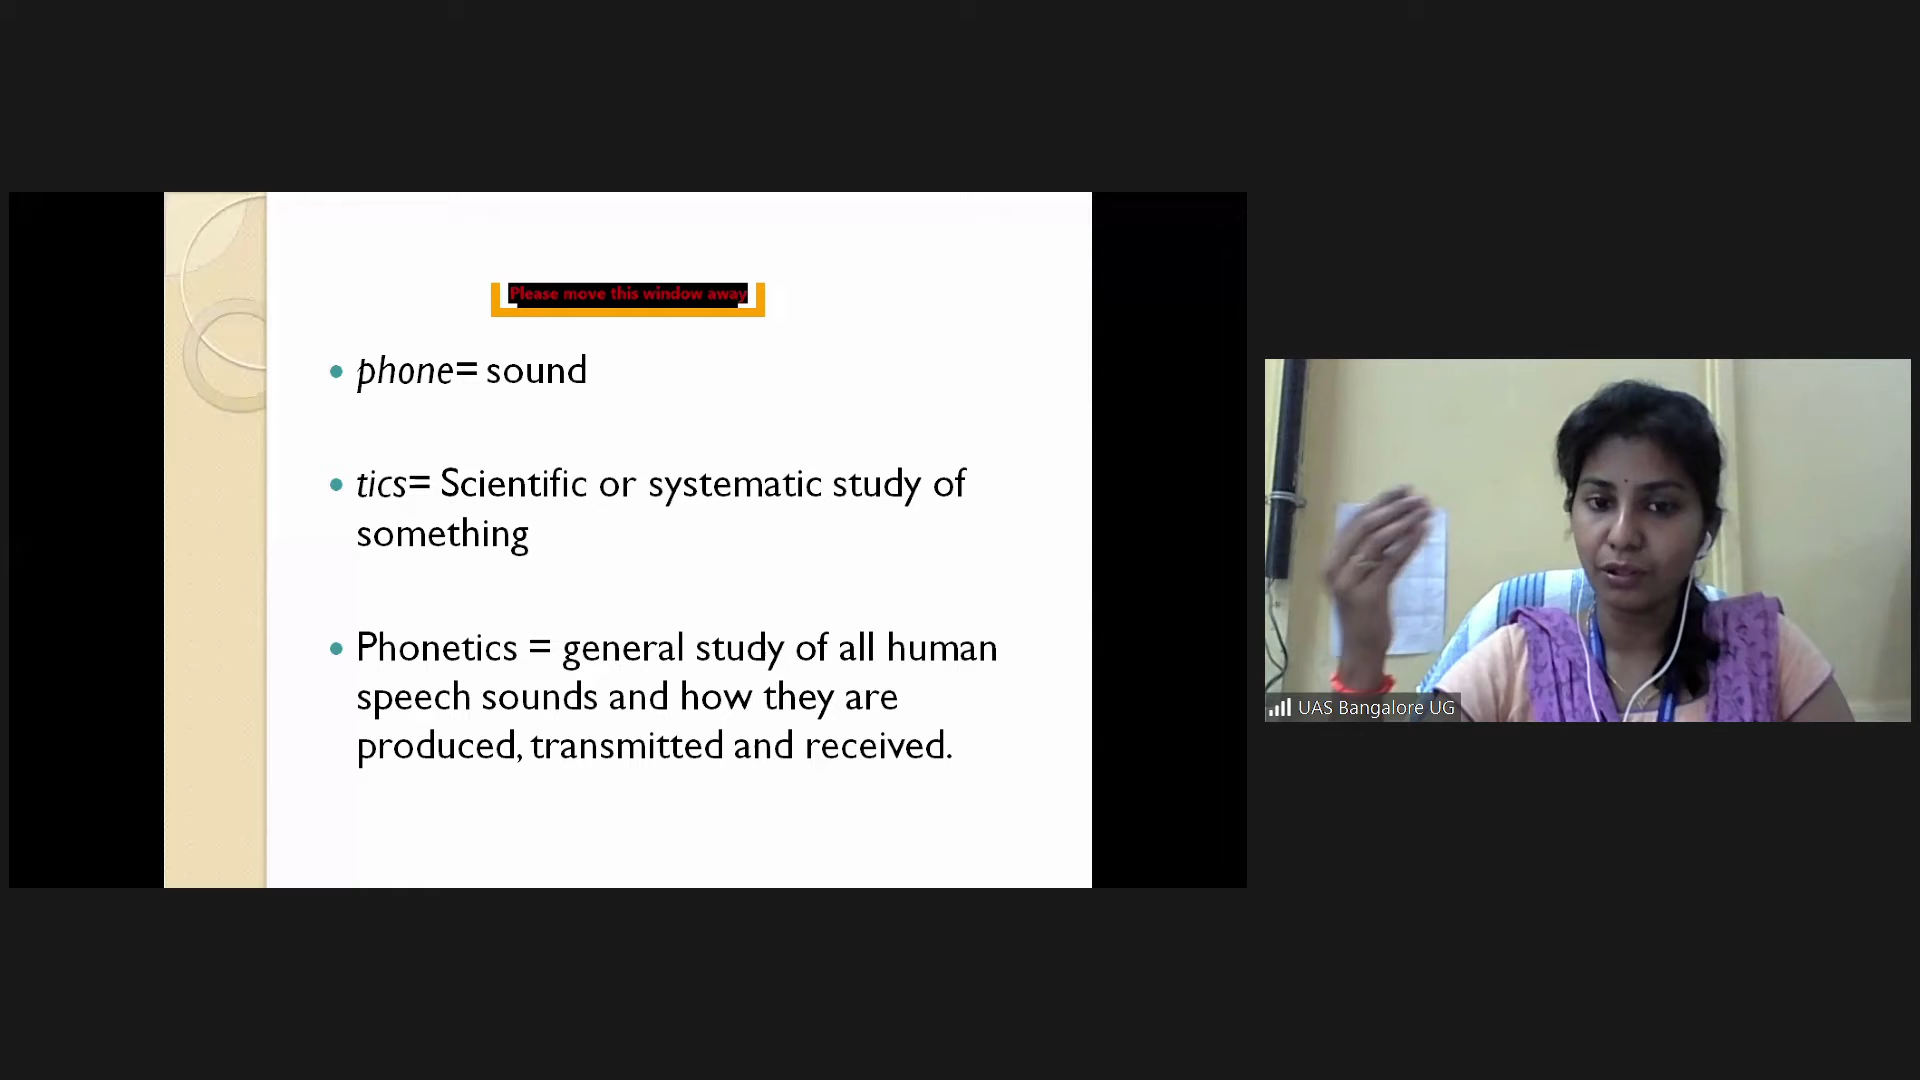 Please move this window away
• phone= sound
• tics= Scientific or systematic study of
something
• Phonetics = general study of all human
speech sounds and how they are
produced, transmitted and received.
UAS Bangalore UG